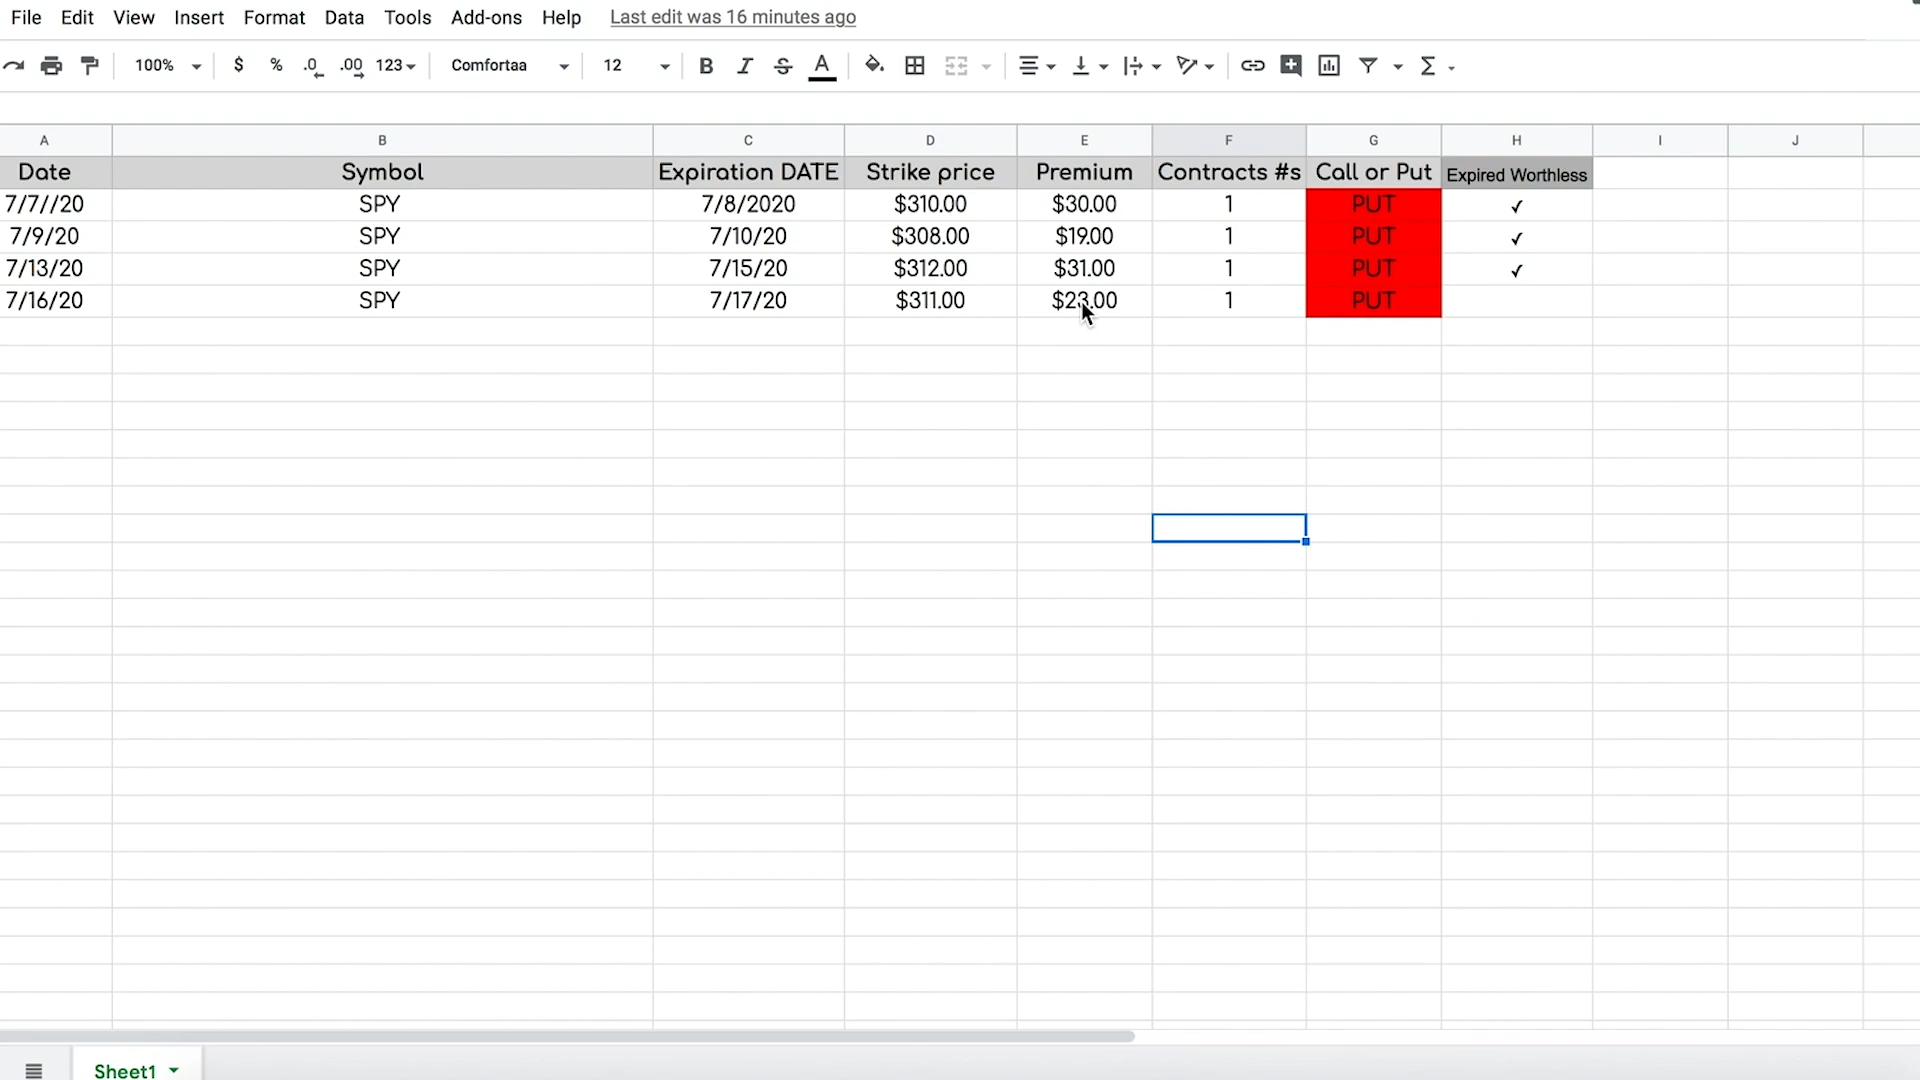 File Edit View Insert Format Data Tools Add-ons Help Last edit was 16 minutes ago
100% $ % .0 .00 123 Comfortaa 12 B I S A Σ
A B C D E F G H I J
Date Symbol Expiration DATE Strike price Premium Contracts #s Call or Put Expired Worthless
7/7//20 SPY 7/8/2020 $310.00 $30.00 1 PUT ✓
7/9/20 SPY 7/10/20 $308.00 $19.00 1 PUT ✓
7/13/20 SPY 7/15/20 $312.00 $31.00 1 PUT ✓
7/16/20 SPY 7/17/20 $311.00 $23.00 1 PUT
Sheet1